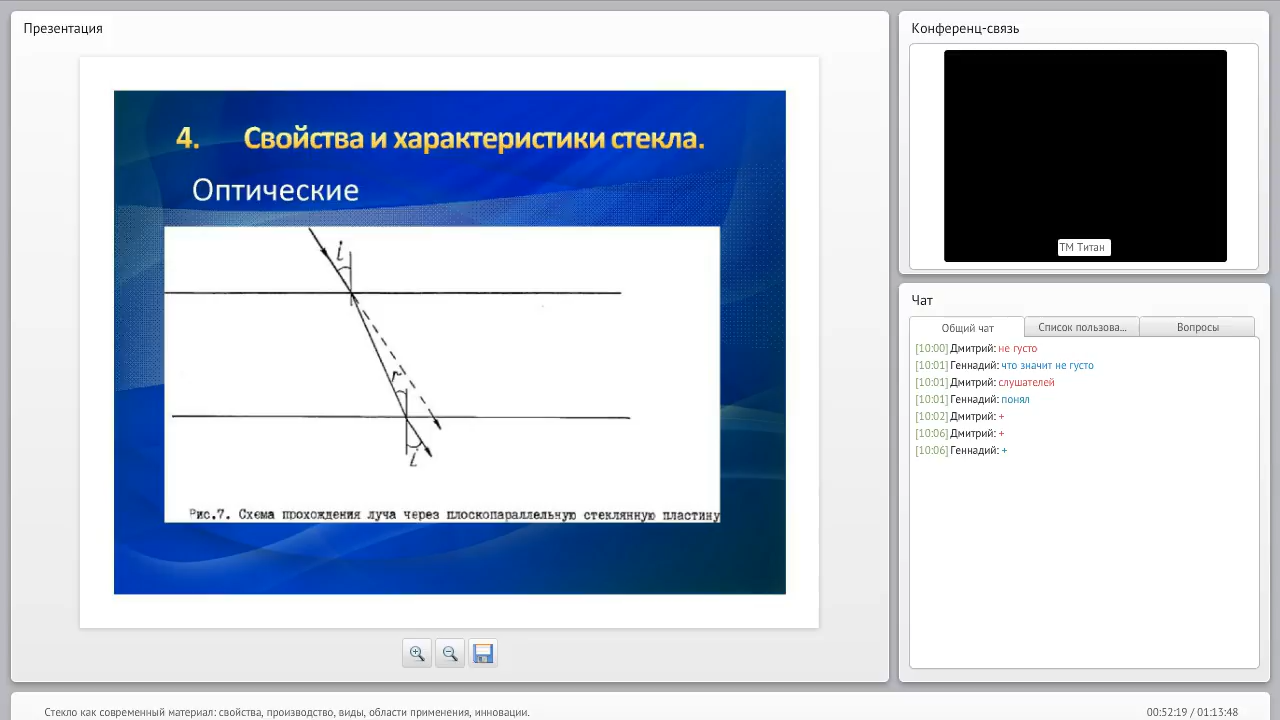 Презентация
4. Свойства и характеристики стекла.
Оптические
i
r
i
Рис.7. Схема прохождения луча через плоскопараллельную стеклянную пластину
Конференц-связь
ТМ Титан
Чат
Общий чат
Список пользова...
Вопросы
[10:00] Дмитрий: не густо
[10:01] Геннадий: что значит не густо
[10:01] Дмитрий: слушателей
[10:01] Геннадий: понял
[10:02] Дмитрий: +
[10:06] Дмитрий: +
[10:06] Геннадий: +
Стекло как современный материал: свойства, производство, виды, области применения, инновации.
00:52:19 / 01:13:48